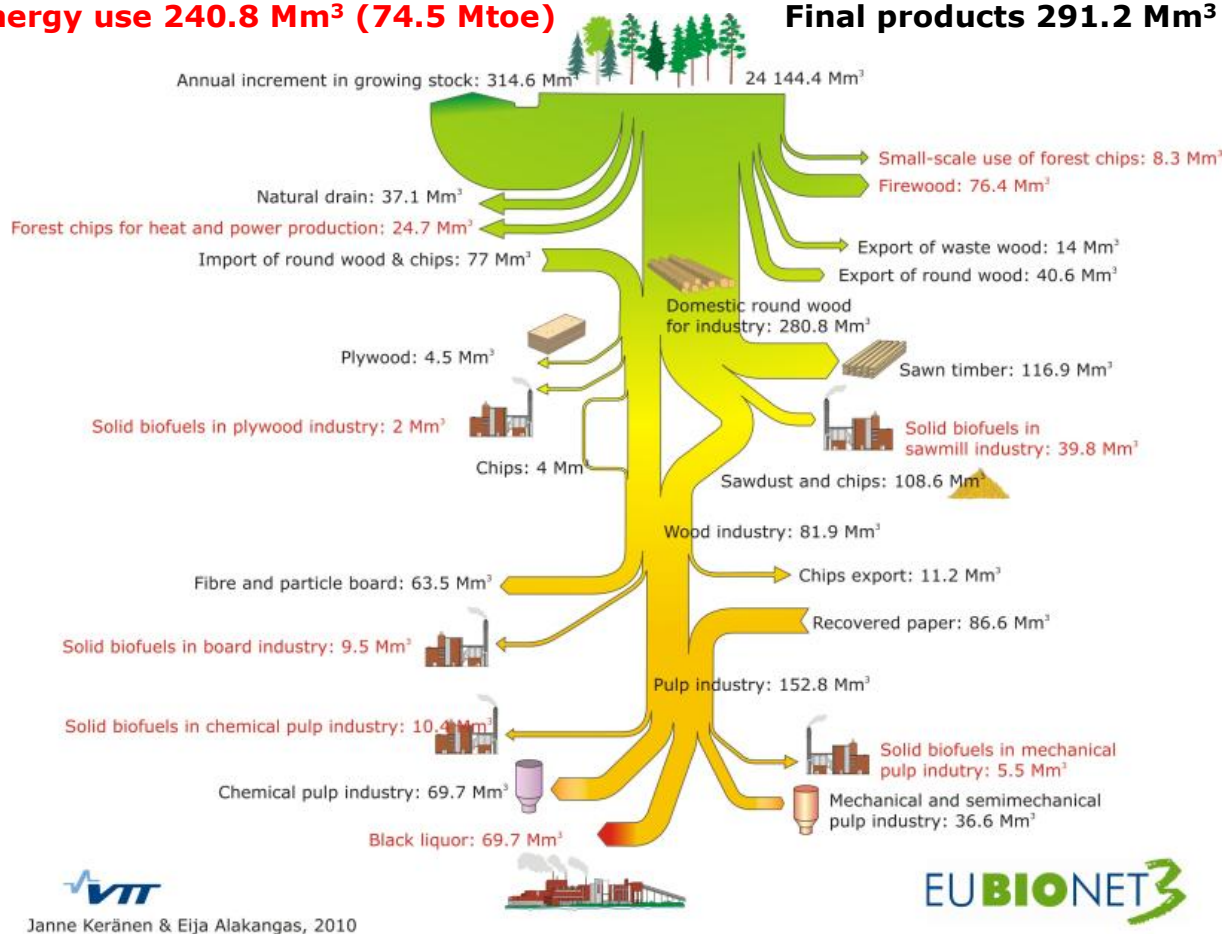 nergy use 240.8 Mm³ (74.5 Mtoe)
Final products 291.2 Mm³
Annual increment in growing stock: 314.6 Mm³
24 144.4 Mm³
Small-scale use of forest chips: 8.3 Mm³
Firewood: 76.4 Mm³
Natural drain: 37.1 Mm³
Forest chips for heat and power production: 24.7 Mm³
Import of round wood & chips: 77 Mm³
Export of waste wood: 14 Mm³
Export of round wood: 40.6 Mm³
Domestic round wood
for industry: 280.8 Mm³
Plywood: 4.5 Mm³
Sawn timber: 116.9 Mm³
Solid biofuels in plywood industry: 2 Mm³
Solid biofuels in
sawmill industry: 39.8 Mm³
Chips: 4 Mm³
Sawdust and chips: 108.6 Mm³
Wood industry: 81.9 Mm³
Fibre and particle board: 63.5 Mm³
Chips export: 11.2 Mm³
Recovered paper: 86.6 Mm³
Solid biofuels in board industry: 9.5 Mm³
Pulp industry: 152.8 Mm³
Solid biofuels in chemical pulp industry: 10.4 Mm³
Solid biofuels in mechanical
pulp indutry: 5.5 Mm³
Chemical pulp industry: 69.7 Mm³
Mechanical and semimechanical
pulp industry: 36.6 Mm³
Black liquor: 69.7 Mm³
VTT
EUBIONET3
Janne Keränen & Eija Alakangas, 2010